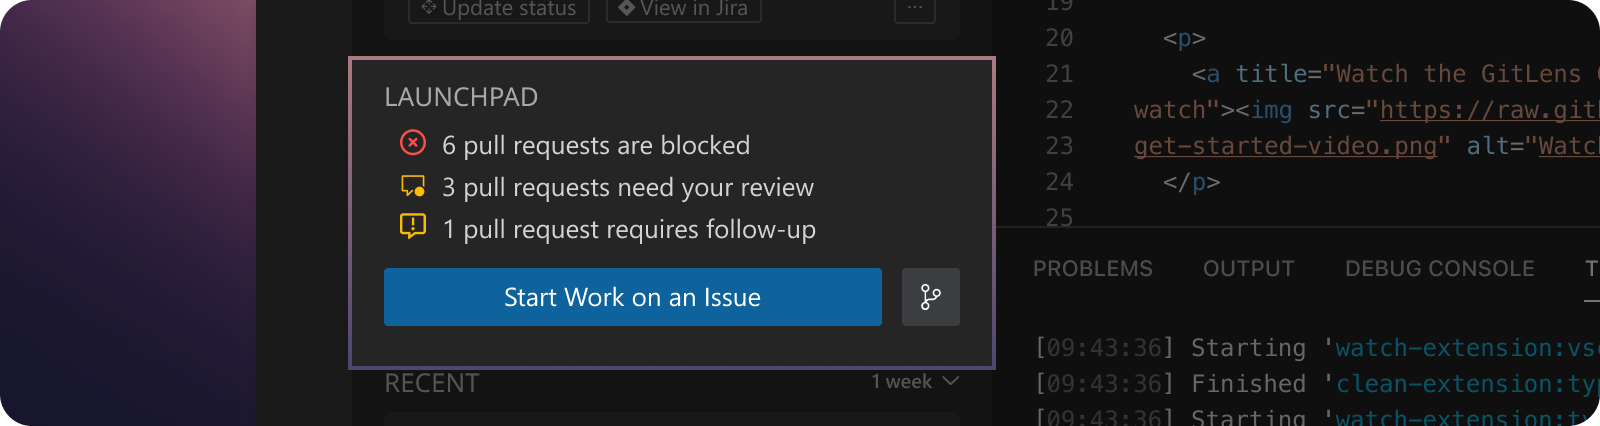 Update status
View in Jira
...
LAUNCHPAD
6 pull requests are blocked
3 pull requests need your review
1 pull request requires follow-up
Start Work on an Issue
RECENT
1 week
19
20 <p>
21 <a title="Watch the GitLens
22 watch"><img src="https://raw.git
23 get-started-video.png" alt="Watc
24 </p>
25
PROBLEMS OUTPUT DEBUG CONSOLE T
[09:43:36] Starting 'watch-extension:vs
[09:43:36] Finished 'clean-extension:ty
[09:43:36] Starting 'watch-extension:ty